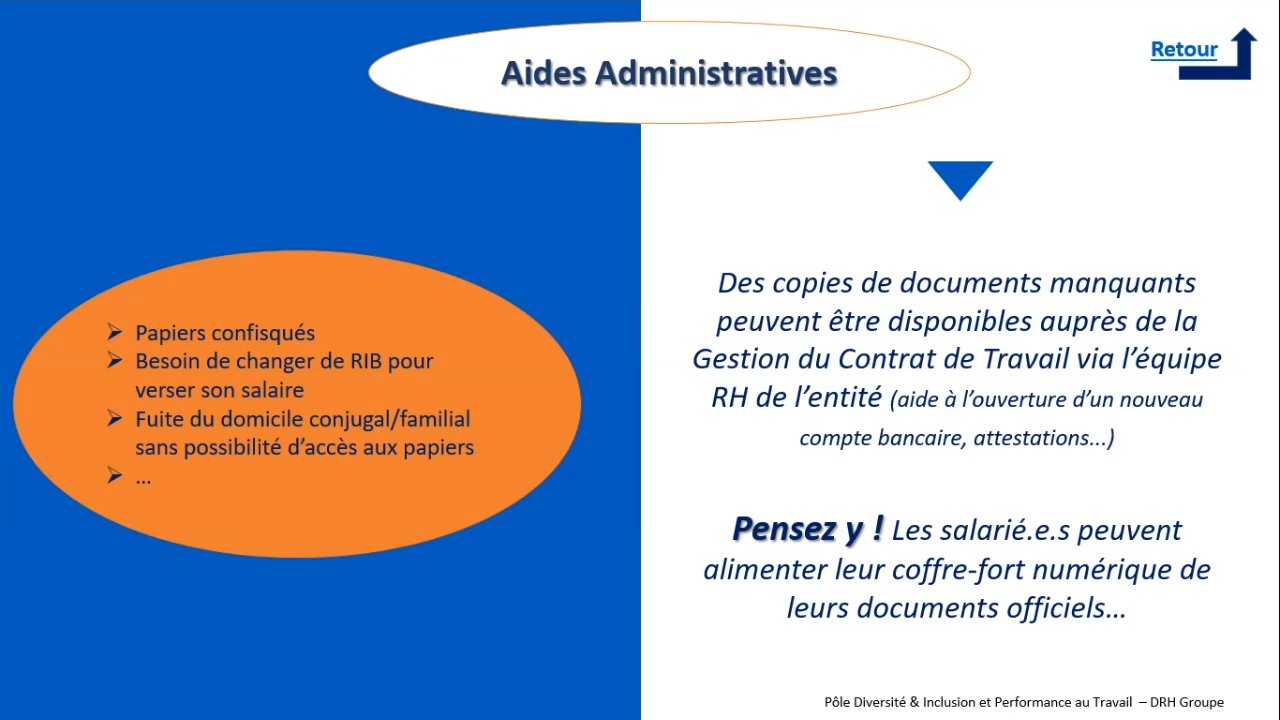 Aides Administratives
Retour
➢ Papiers confisqués
➢ Besoin de changer de RIB pour
verser son salaire
➢ Fuite du domicile conjugal/familial
sans possibilité d’accès aux papiers
➢ …
Des copies de documents manquants
peuvent être disponibles auprès de la
Gestion du Contrat de Travail via l’équipe
RH de l’entité (aide à l’ouverture d’un nouveau
compte bancaire, attestations...)
Pensez y ! Les salarié.e.s peuvent
alimenter leur coffre-fort numérique de
leurs documents officiels…
Pôle Diversité & Inclusion et Performance au Travail – DRH Groupe